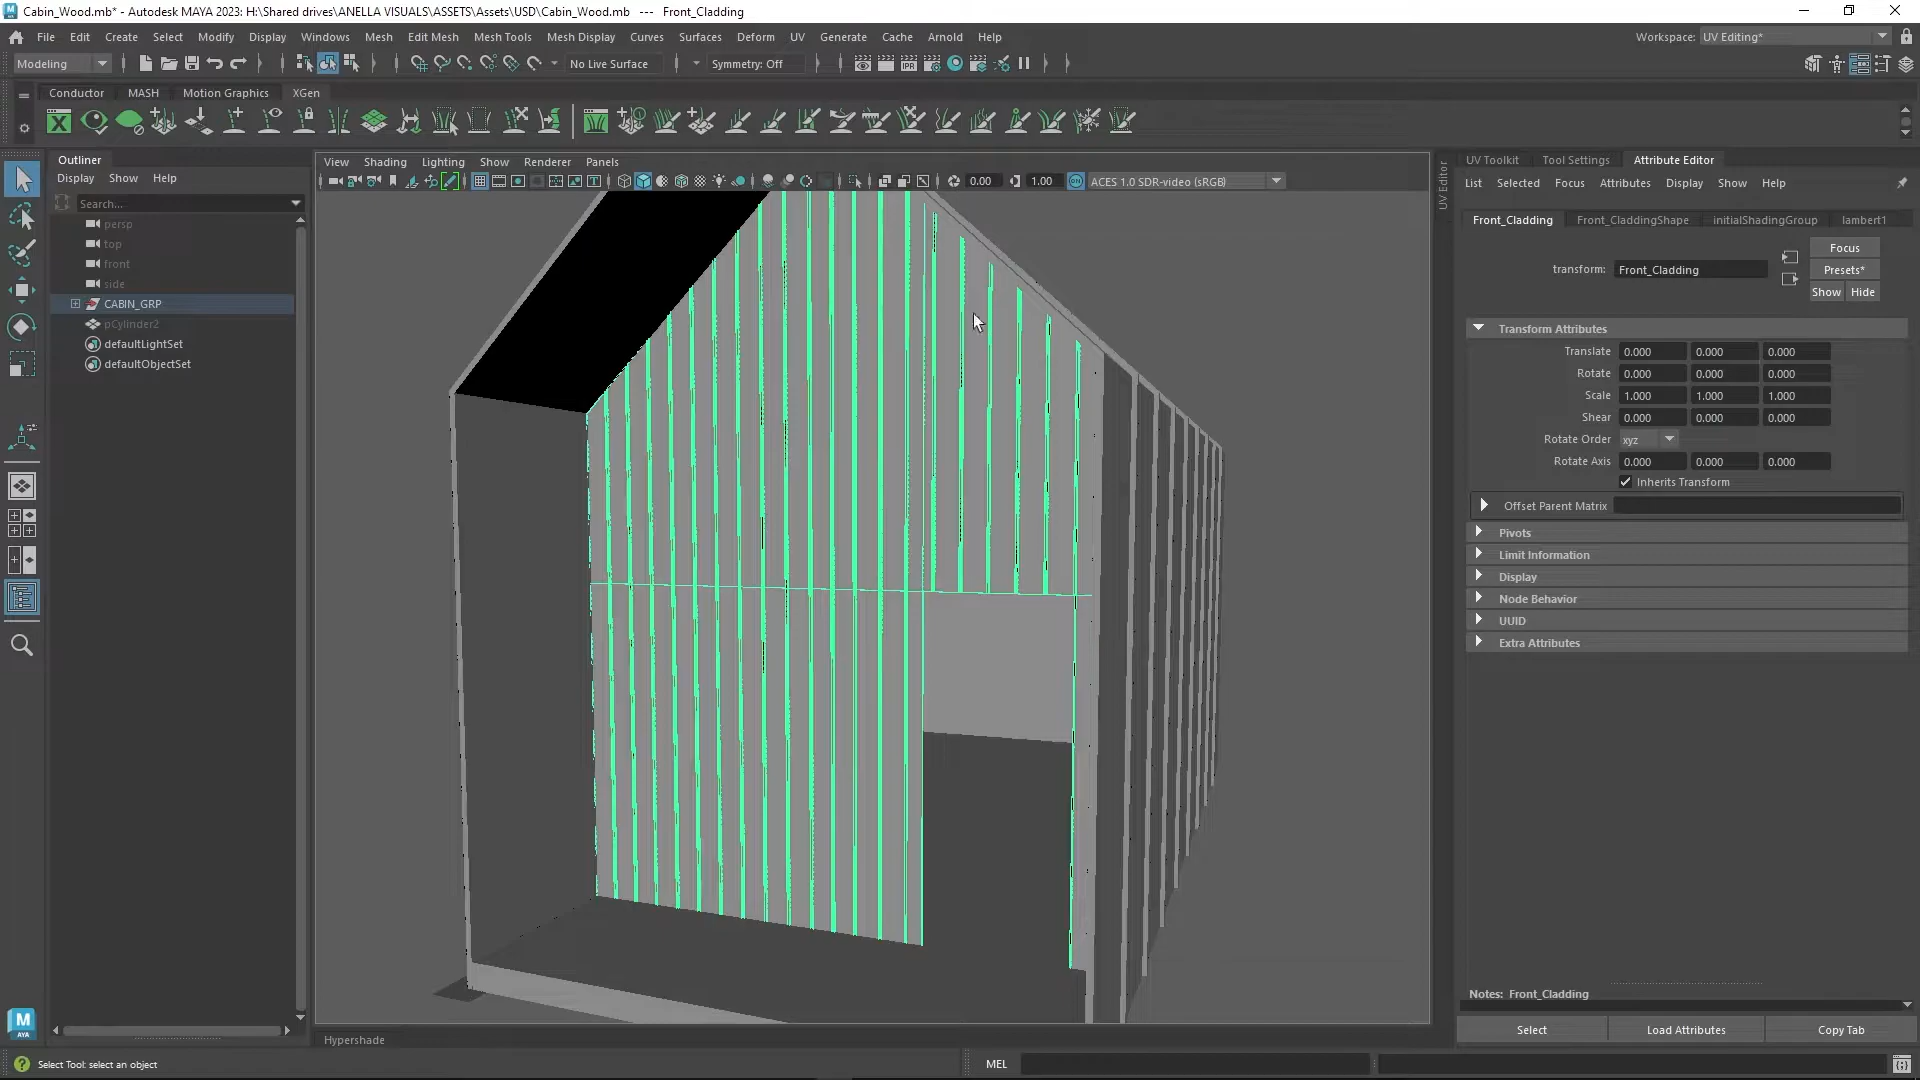 Cabin_Wood.mb* - Autodesk MAYA 2023: H:\Shared drives\ANELLA VISUALS\ASSETS\Assets\USD\Cabin_Wood.mb --- Front_Cladding
File Edit Create Select Modify Display Windows Mesh Edit Mesh Mesh Tools Mesh Display Curves Surfaces Deform UV Generate Cache Arnold Help
Workspace: UV Editing*
Modeling
No Live Surface
Symmetry: Off
IPR
Conductor MASH Motion Graphics XGen
Outliner
Display Show Help
Search...
persp
top
front
side
CABIN_GRP
pCylinder2
defaultLightSet
defaultObjectSet
View Shading Lighting Show Renderer Panels
0.00
1.00
ACES 1.0 SDR-video (sRGB)
UV Editor
UV Toolkit Tool Settings Attribute Editor
List Selected Focus Attributes Display Show Help
Front_Cladding Front_CladdingShape initialShadingGroup lambert1
transform: Front_Cladding
Focus
Presets*
Show Hide
Transform Attributes
Translate 0.000 0.000 0.000
Rotate 0.000 0.000 0.000
Scale 1.000 1.000 1.000
Shear 0.000 0.000 0.000
Rotate Order xyz
Rotate Axis 0.000 0.000 0.000
Inherits Transform
Offset Parent Matrix
Pivots
Limit Information
Display
Node Behavior
UUID
Extra Attributes
Notes: Front_Cladding
Select Load Attributes Copy Tab
M
AYA
Hypershade
Select Tool: select an object
MEL